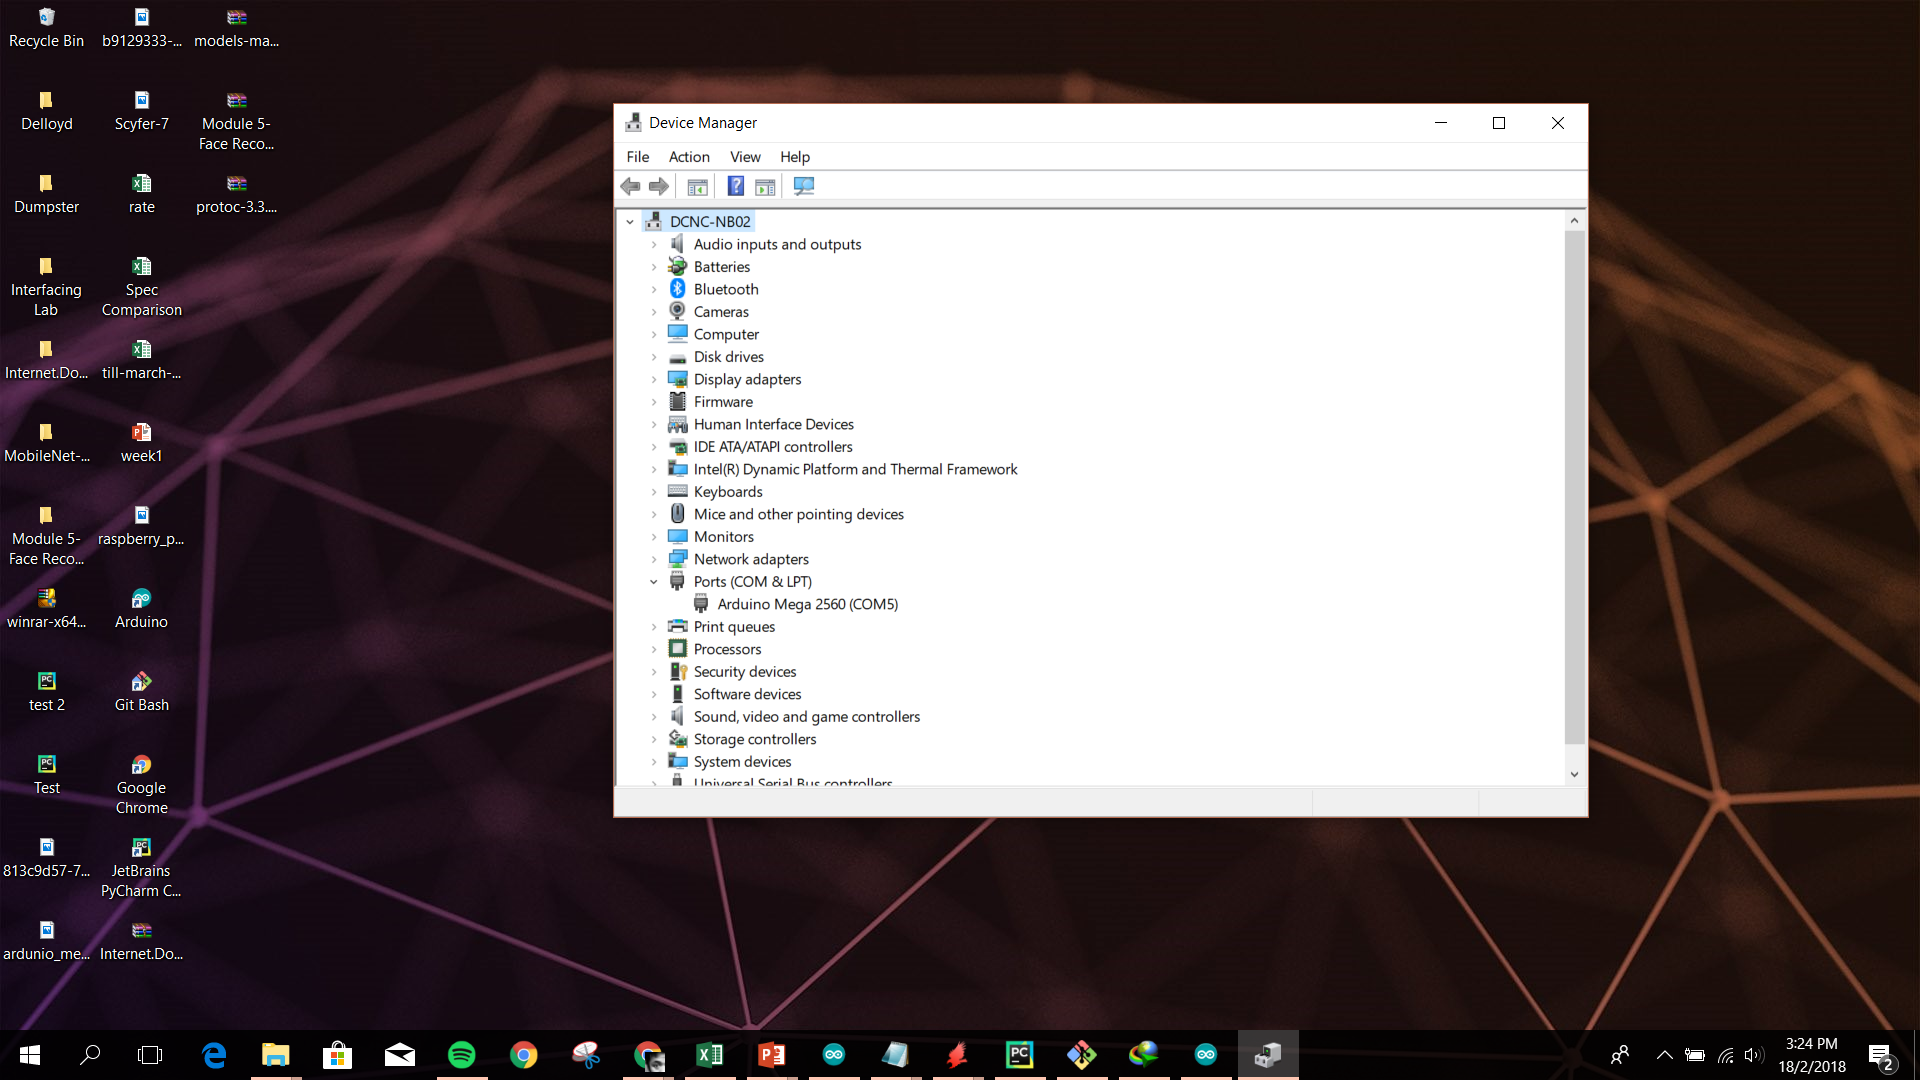 Recycle Bin
b9129333-...
models-ma...
Delloyd
Scyfer-7
Module 5-
Face Reco...
Dumpster
rate
protoc-3.3....
Interfacing
Lab
Spec
Comparison
Internet.Do...
till-march-...
MobileNet-...
week1
Module 5-
Face Reco...
raspberry_p...
winrar-x64...
Arduino
test 2
Git Bash
Test
Google
Chrome
813c9d57-7...
JetBrains
PyCharm C...
ardunio_me...
Internet.Do...
Device Manager
File Action View Help
DCNC-NB02
Audio inputs and outputs
Batteries
Bluetooth
Cameras
Computer
Disk drives
Display adapters
Firmware
Human Interface Devices
IDE ATA/ATAPI controllers
Intel(R) Dynamic Platform and Thermal Framework
Keyboards
Mice and other pointing devices
Monitors
Network adapters
Ports (COM & LPT)
Arduino Mega 2560 (COM5)
Print queues
Processors
Security devices
Software devices
Sound, video and game controllers
Storage controllers
System devices
Universal Serial Bus controllers
3:24 PM
18/2/2018
2